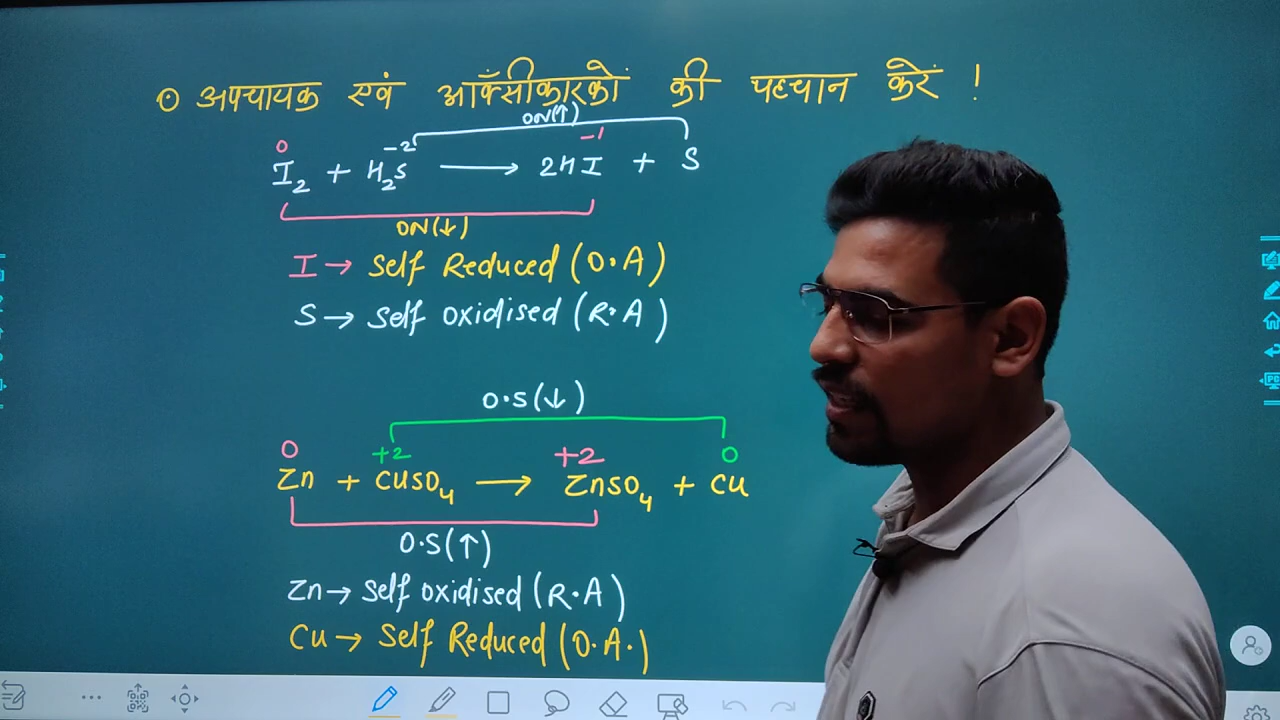 ⊙ अपचायक एवं ऑक्सीकारकों की पहचान करें !
ON(↑)
0 -2 -1
I₂ + H₂S ⟶ 2HI + S
ON(↓)
I → Self Reduced (O.A)
S → Self oxidised (R.A)
O.S(↓)
0 +2 +2 0
Zn + CuSO₄ ⟶ ZnSO₄ + Cu
O.S(↑)
Zn → Self oxidised (R.A)
Cu → Self Reduced (O.A.)